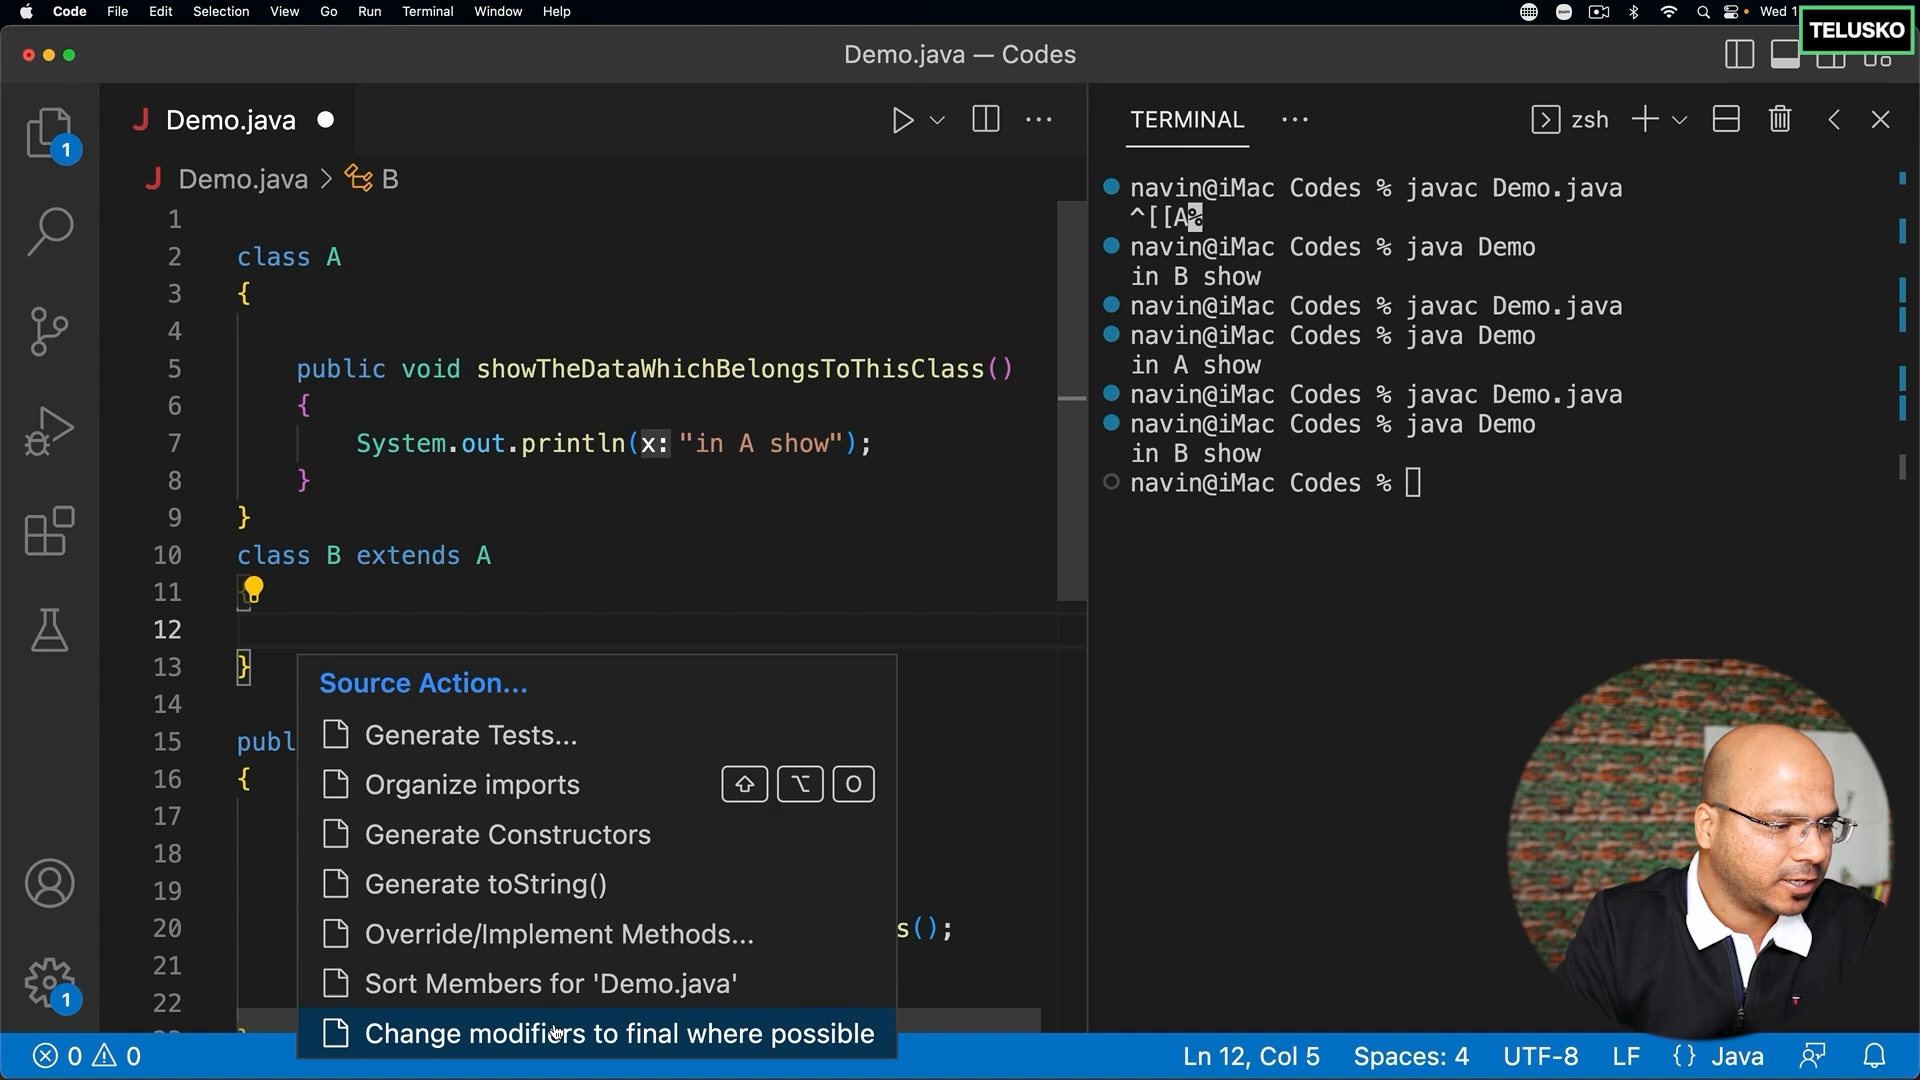 Code File Edit Selection View Go Run Terminal Window Help
zoom
Wed 1
TELUSKO
Demo.java — Codes
1
J Demo.java
J Demo.java > B
1
2 class A
3 {
4
5 public void showTheDataWhichBelongsToThisClass()
6 {
7 System.out.println(x: "in A show");
8 }
9 }
10 class B extends A
11 {
12
13 }
14
15 publ
16 {
17
18
19
20 s();
21
22
Source Action...
Generate Tests...
Organize imports ⇧ ⌥ O
Generate Constructors
Generate toString()
Override/Implement Methods...
Sort Members for 'Demo.java'
Change modifiers to final where possible
1
TERMINAL ... zsh
navin@iMac Codes % javac Demo.java
^[[A%
navin@iMac Codes % java Demo
in B show
navin@iMac Codes % javac Demo.java
navin@iMac Codes % java Demo
in A show
navin@iMac Codes % javac Demo.java
navin@iMac Codes % java Demo
in B show
navin@iMac Codes %
0 0 Ln 12, Col 5 Spaces: 4 UTF-8 LF {} Java